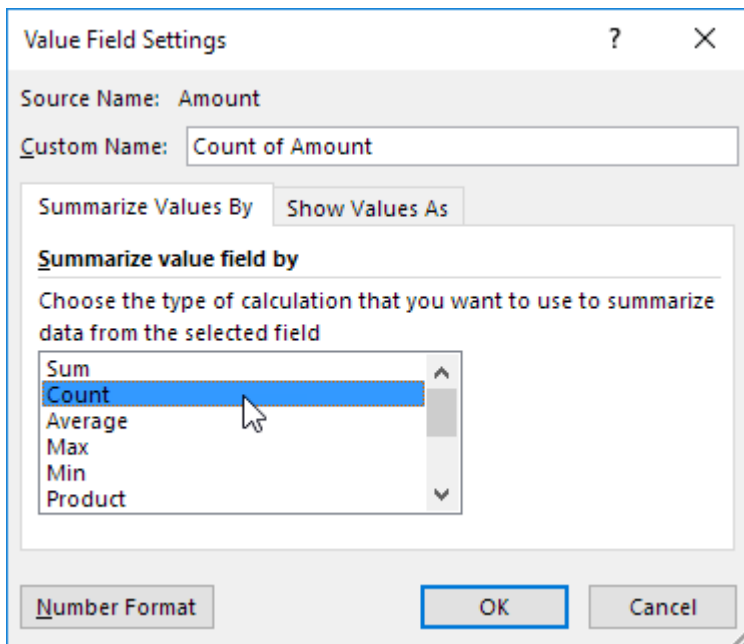 Value Field Settings ?
Source Name: Amount
Custom Name: Count of Amount
Summarize Values By Show Values As
Summarize value field by
Choose the type of calculation that you want to use to summarize
data from the selected field
Sum
Count
Average
Max
Min
Product
Number Format OK Cancel